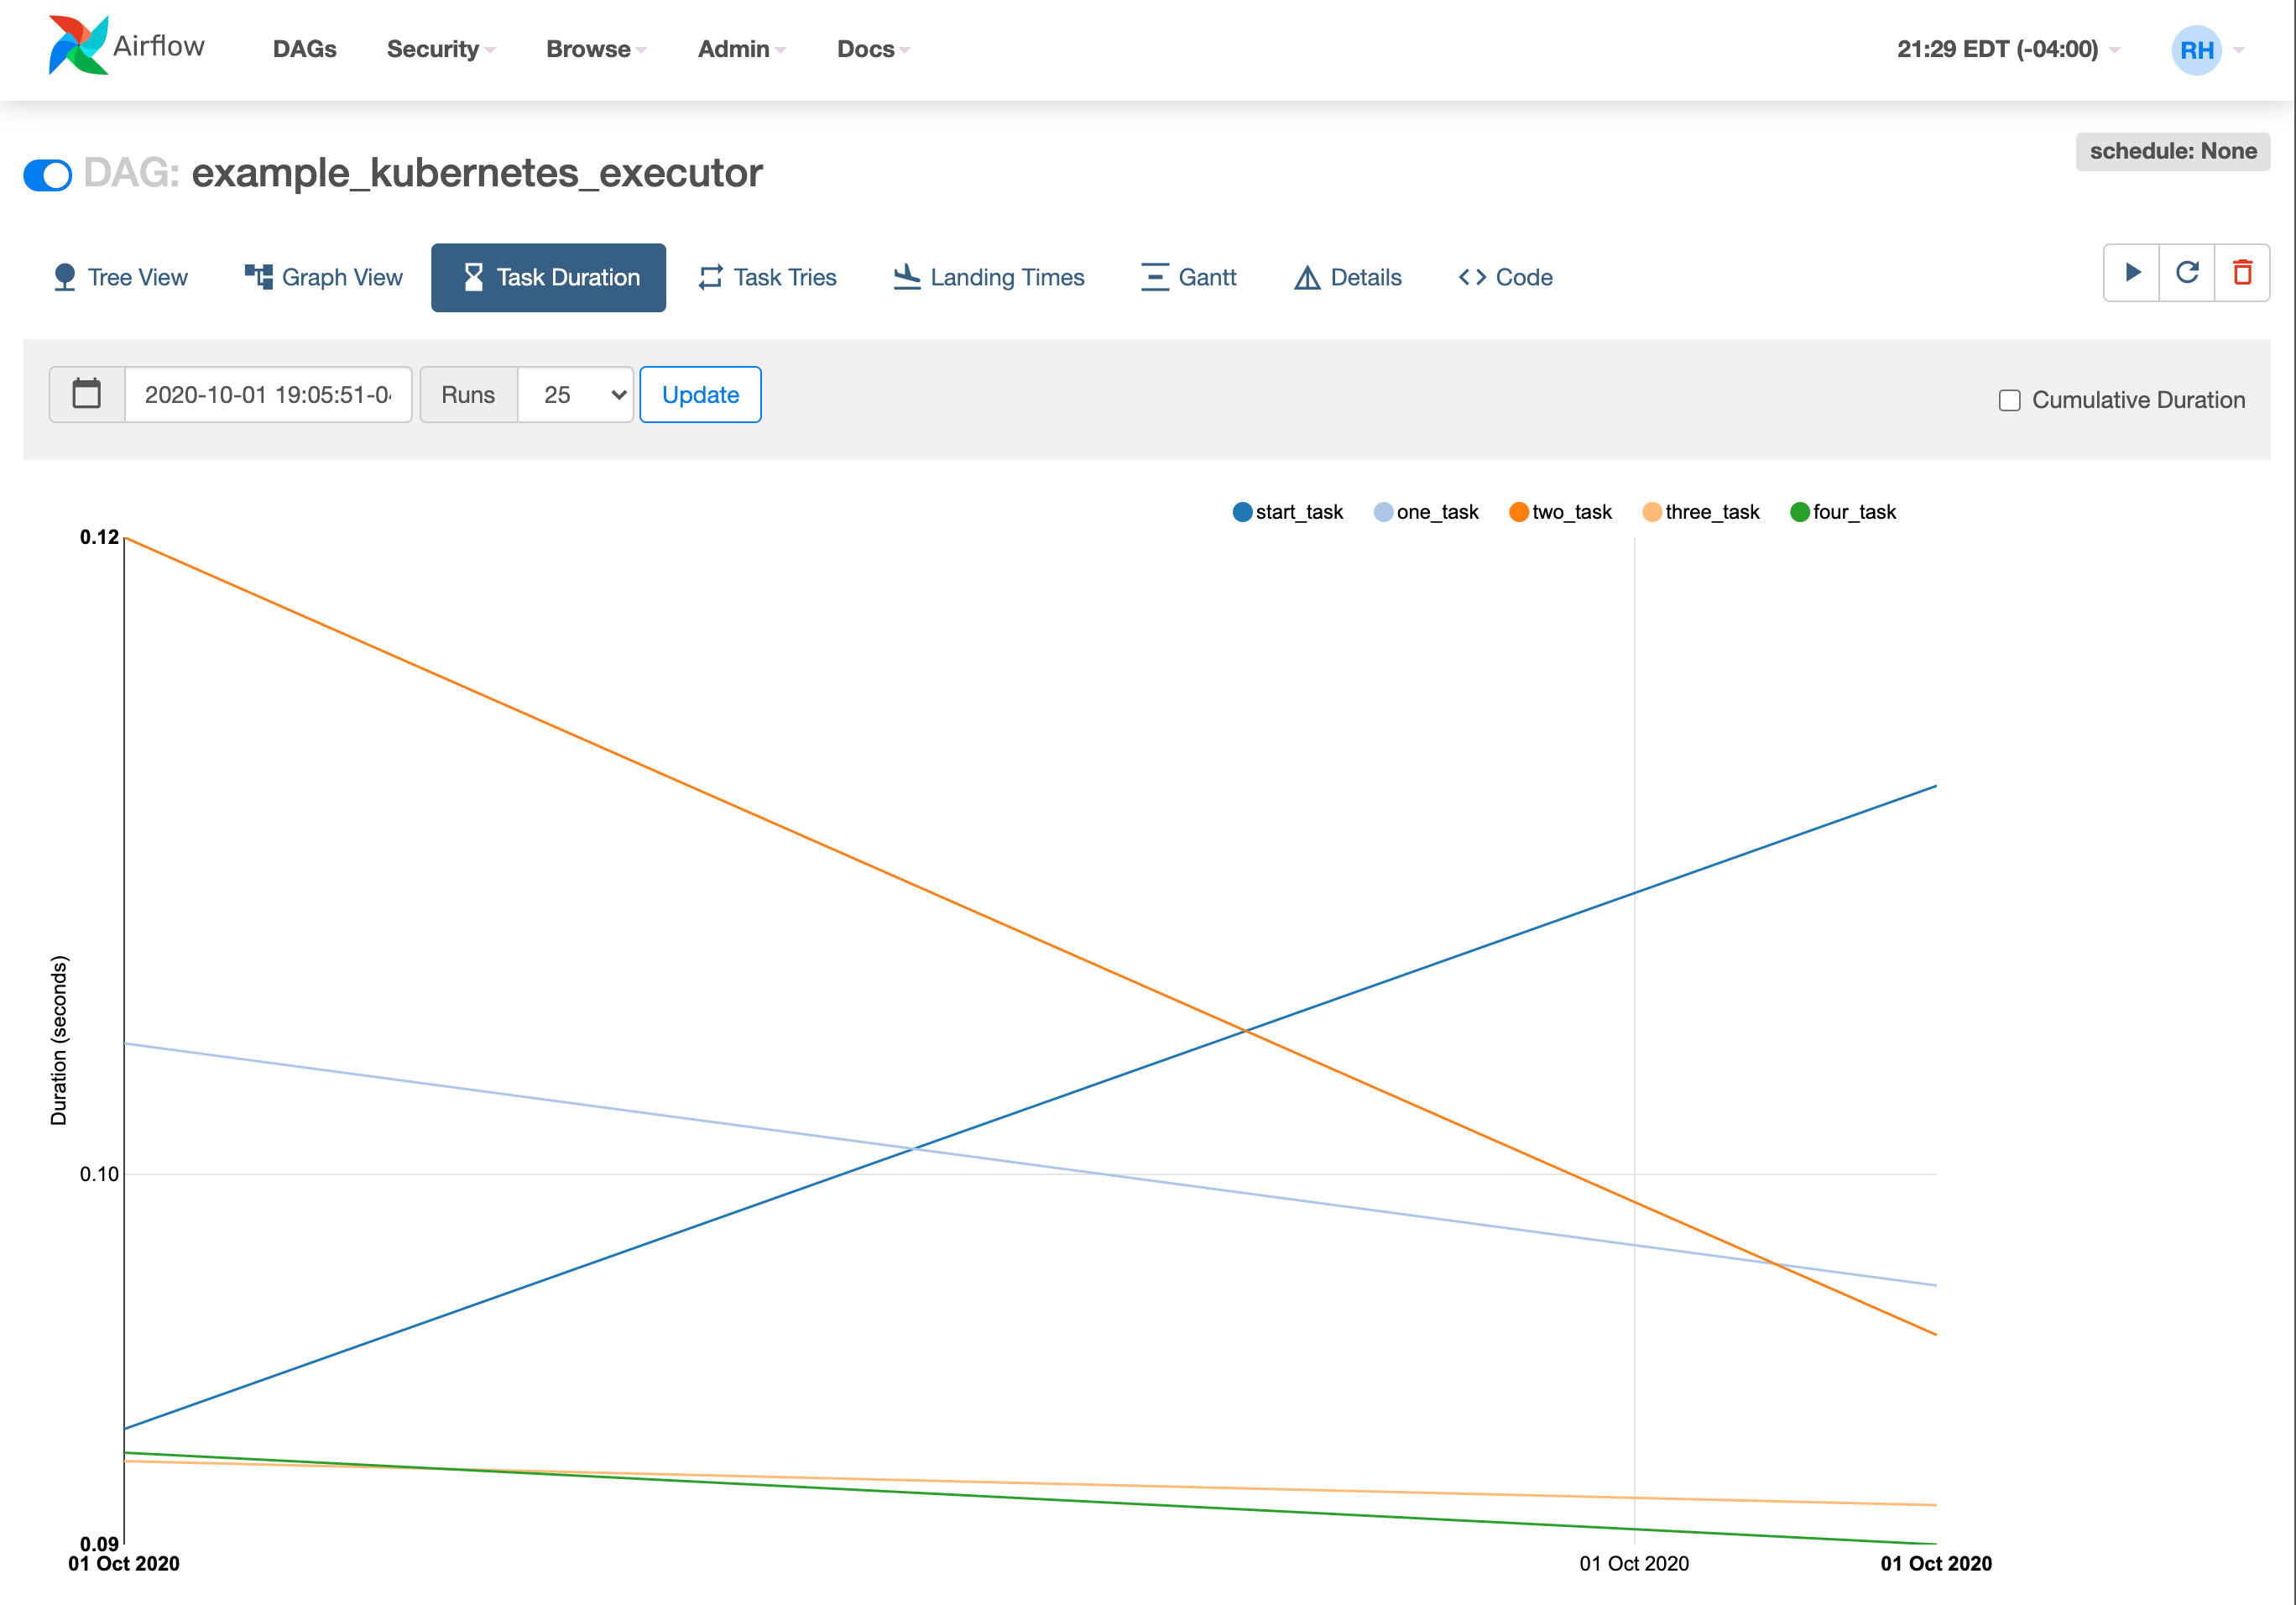 Airflow DAGs Security Browse Admin Docs 21:29 EDT (-04:00) RH
schedule: None
DAG: example_kubernetes_executor
Tree View Graph View Task Duration Task Tries Landing Times Gantt Details Code
2020-10-01 19:05:51-0 Runs 25 Update Cumulative Duration
start_task one_task two_task three_task four_task
0.12
Duration (seconds)
0.10
0.09
01 Oct 2020 01 Oct 2020 01 Oct 2020